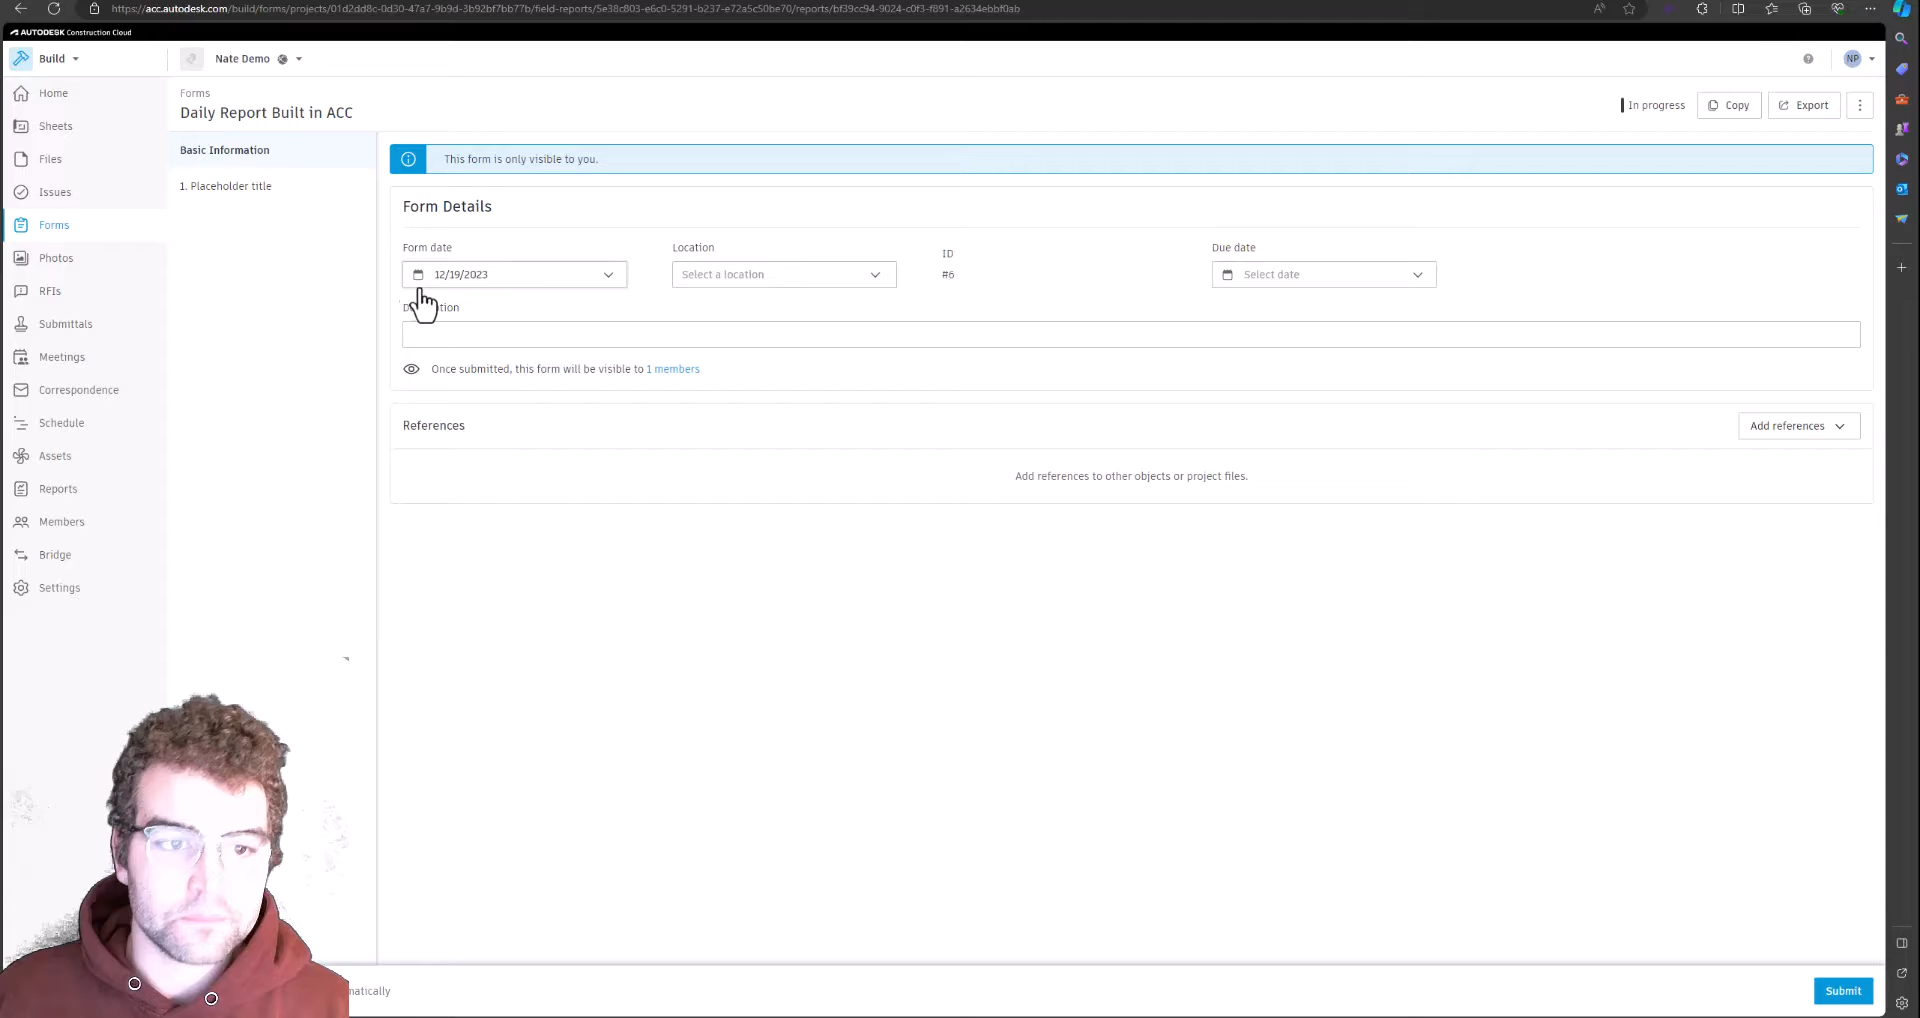 https://acc.autodesk.com/build/forms/projects/01d2dd8c-0d30-47a7-9b9d-3b92bf7bb77b/field-reports/5e38c803-e6c0-5291-b237-e72a5c50be70/reports/bf39cc94-9024-c0f3-f891-a2634ebbf0ab
AUTODESK Construction Cloud
Build
Nate Demo
NP
Home
Sheets
Files
Issues
Forms
Photos
RFIs
Submittals
Meetings
Correspondence
Schedule
Assets
Reports
Members
Bridge
Settings
Forms
Daily Report Built in ACC
In progress
Copy
Export
Basic Information
1. Placeholder title
This form is only visible to you.
Form Details
Form date
Location
ID
Due date
12/19/2023
Select a location
#6
Select date
Once submitted, this form will be visible to 1 members
References
Add references
Add references to other objects or project files.
Submit